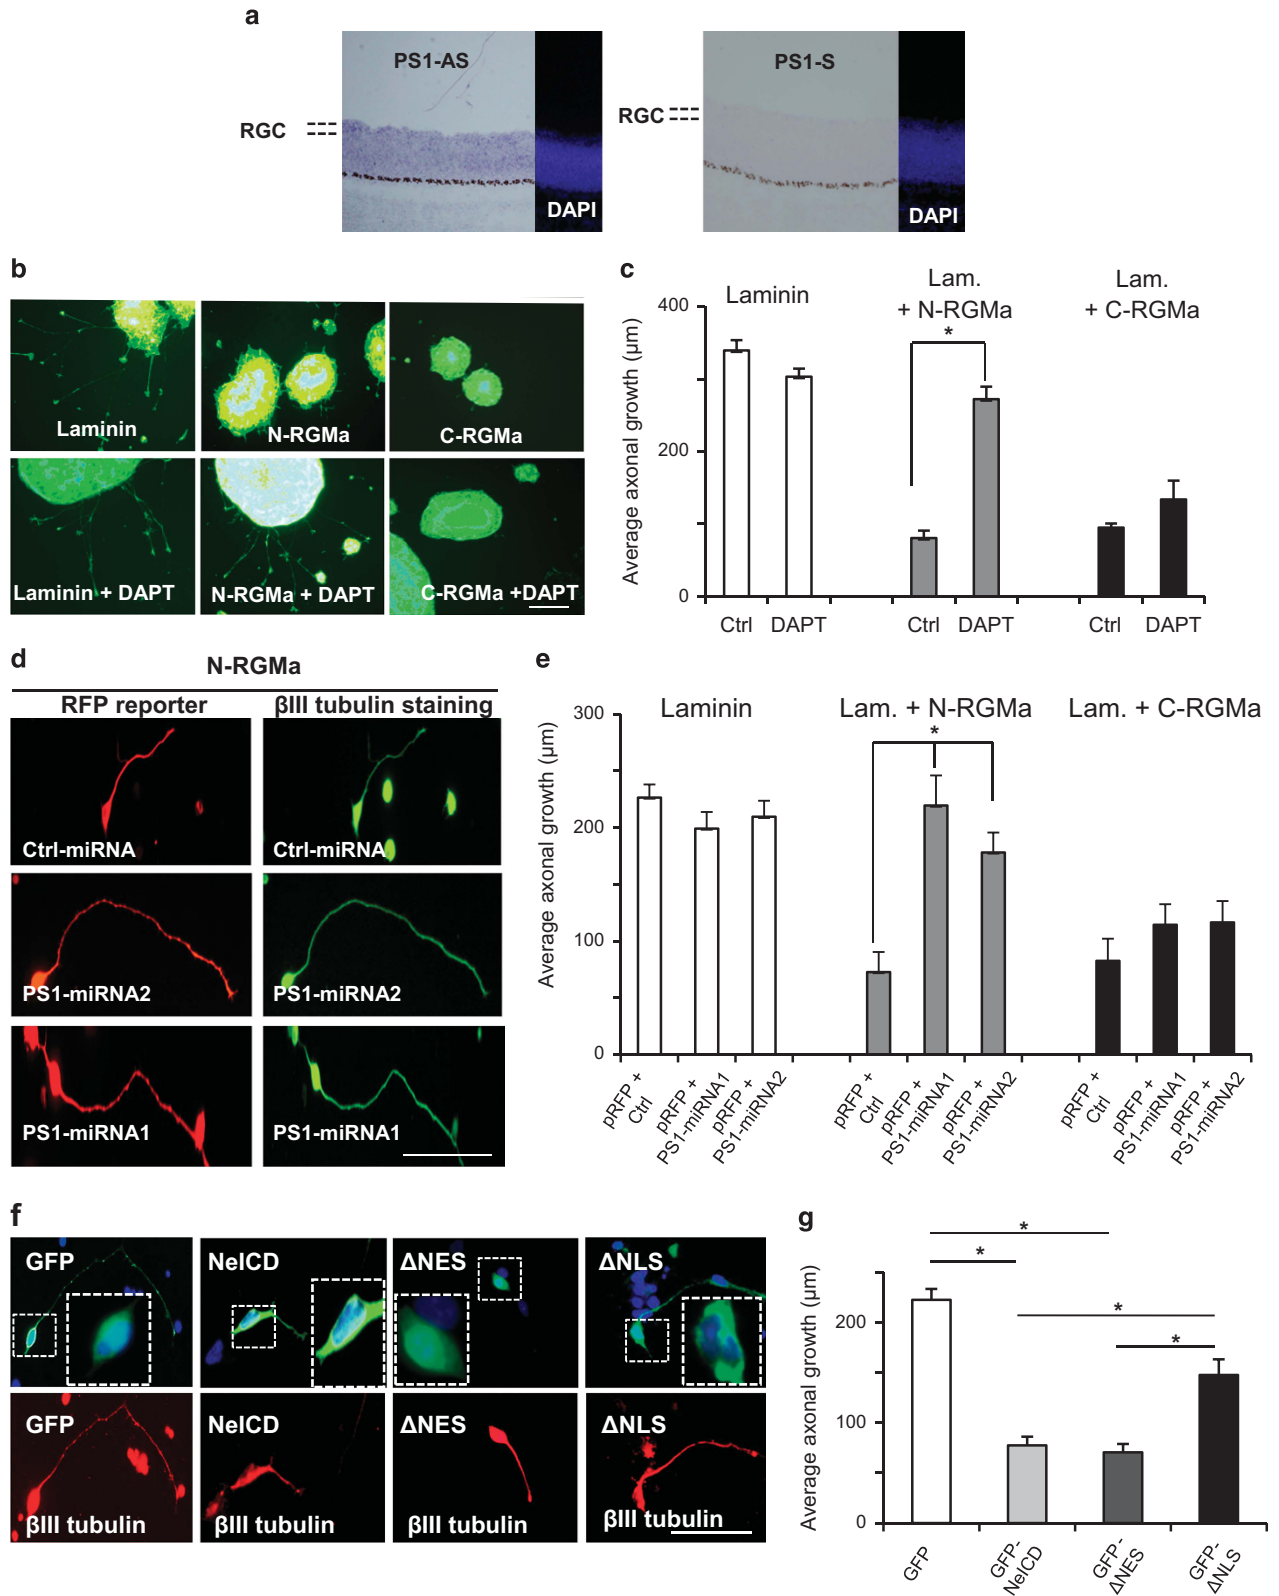 a
PS1-AS
RGC
DAPI
PS1-S
RGC
DAPI
b
Laminin
N-RGMa
C-RGMa
Laminin + DAPT
N-RGMa + DAPT
C-RGMa +DAPT
c
Laminin
Lam.
+ N-RGMa
Lam.
+ C-RGMa
*
Average axonal growth (μm)
400
200
0
Ctrl
DAPT
Ctrl
DAPT
Ctrl
DAPT
d
N-RGMa
RFP reporter
βIII tubulin staining
Ctrl-miRNA
Ctrl-miRNA
PS1-miRNA2
PS1-miRNA2
PS1-miRNA1
PS1-miRNA1
e
Laminin
Lam. + N-RGMa
Lam. + C-RGMa
*
Average axonal growth (μm)
300
200
100
0
pRFP +
Ctrl
pRFP +
PS1-miRNA1
pRFP +
PS1-miRNA2
pRFP +
Ctrl
pRFP +
PS1-miRNA1
pRFP +
PS1-miRNA2
pRFP +
Ctrl
pRFP +
PS1-miRNA1
pRFP +
PS1-miRNA2
f
GFP
NeICD
ΔNES
ΔNLS
GFP
NeICD
ΔNES
ΔNLS
βIII tubulin
βIII tubulin
βIII tubulin
βIII tubulin
g
*
*
*
*
Average axonal growth (μm)
200
100
0
GFP
GFP-
NeICD
GFP-
ΔNES
GFP-
ΔNLS